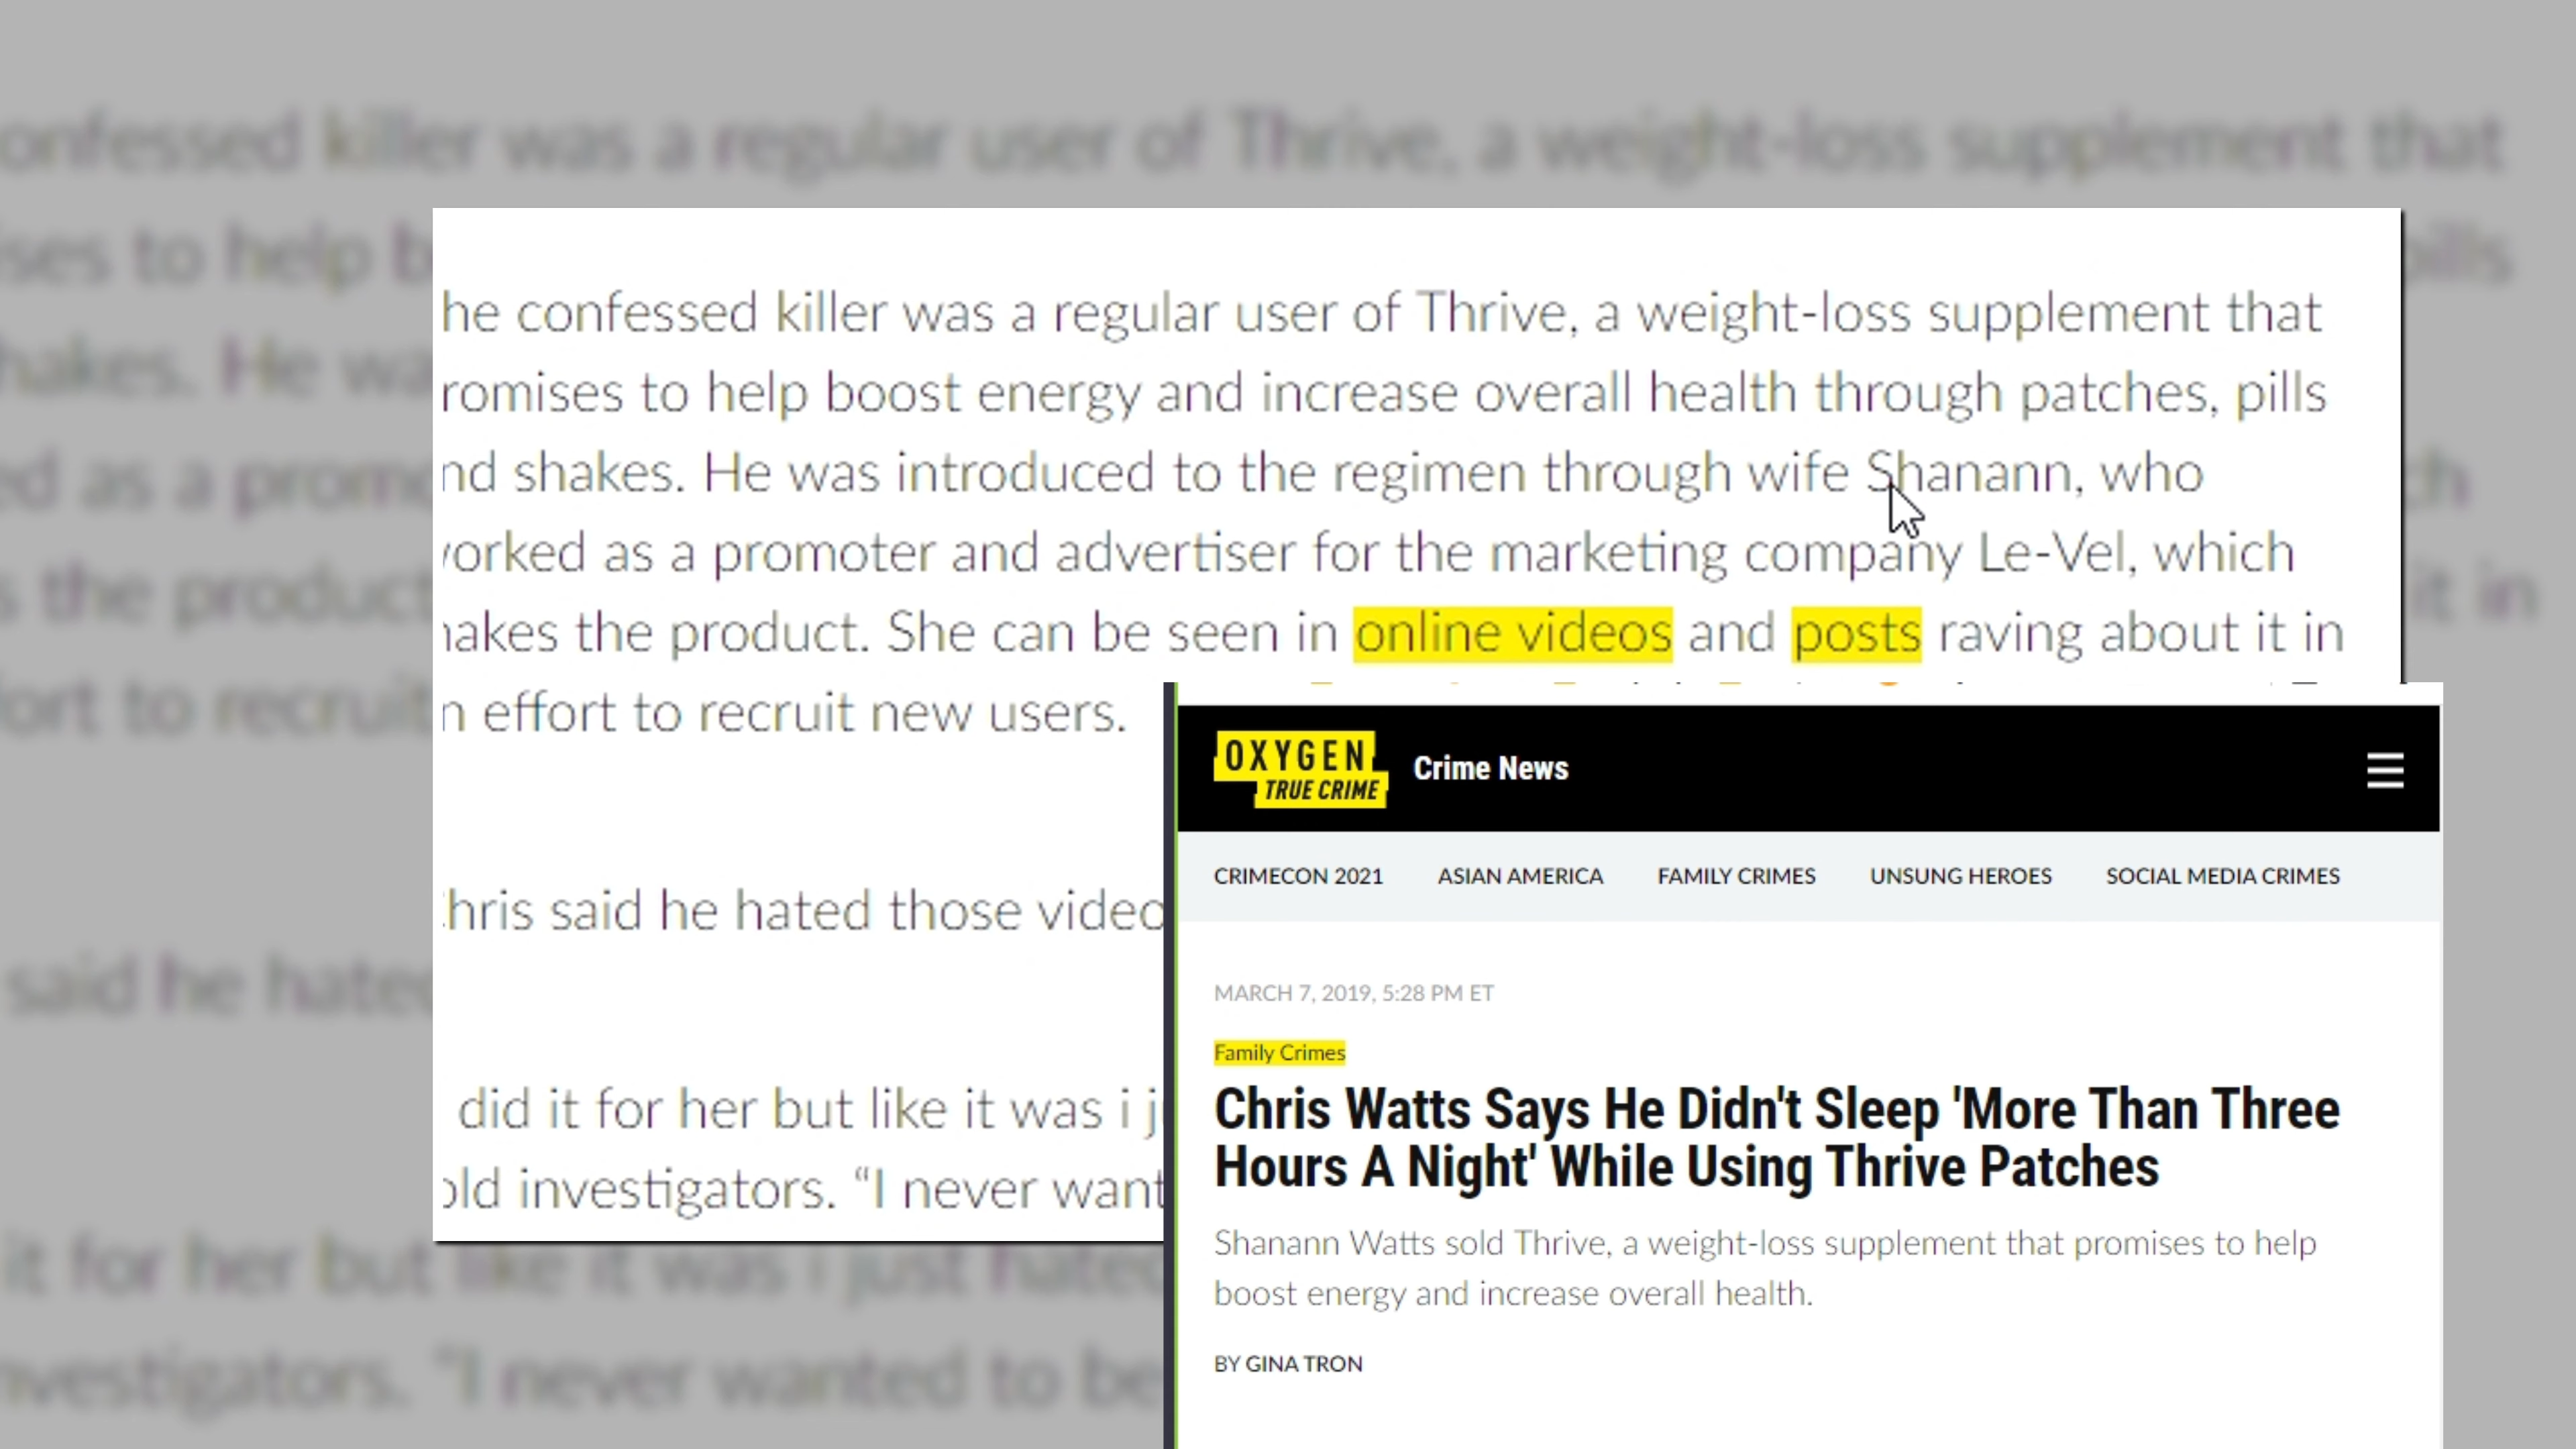 he confessed killer was a regular user of Thrive, a weight-loss supplement that
romises to help boost energy and increase overall health through patches, pills
nd shakes. He was introduced to the regimen through wife Shanann, who
orked as a promoter and advertiser for the marketing company Le-Vel, which
akes the product. She can be seen in online videos and posts raving about it in
n effort to recruit new users.
hris said he hated those video
did it for her but like it was i j
old investigators. “I never want
OXYGEN
TRUE CRIME
Crime News
CRIMECON 2021 ASIAN AMERICA FAMILY CRIMES UNSUNG HEROES SOCIAL MEDIA CRIMES
MARCH 7, 2019, 5:28 PM ET
Family Crimes
Chris Watts Says He Didn't Sleep 'More Than Three
Hours A Night' While Using Thrive Patches
Shanann Watts sold Thrive, a weight-loss supplement that promises to help
boost energy and increase overall health.
BY GINA TRON